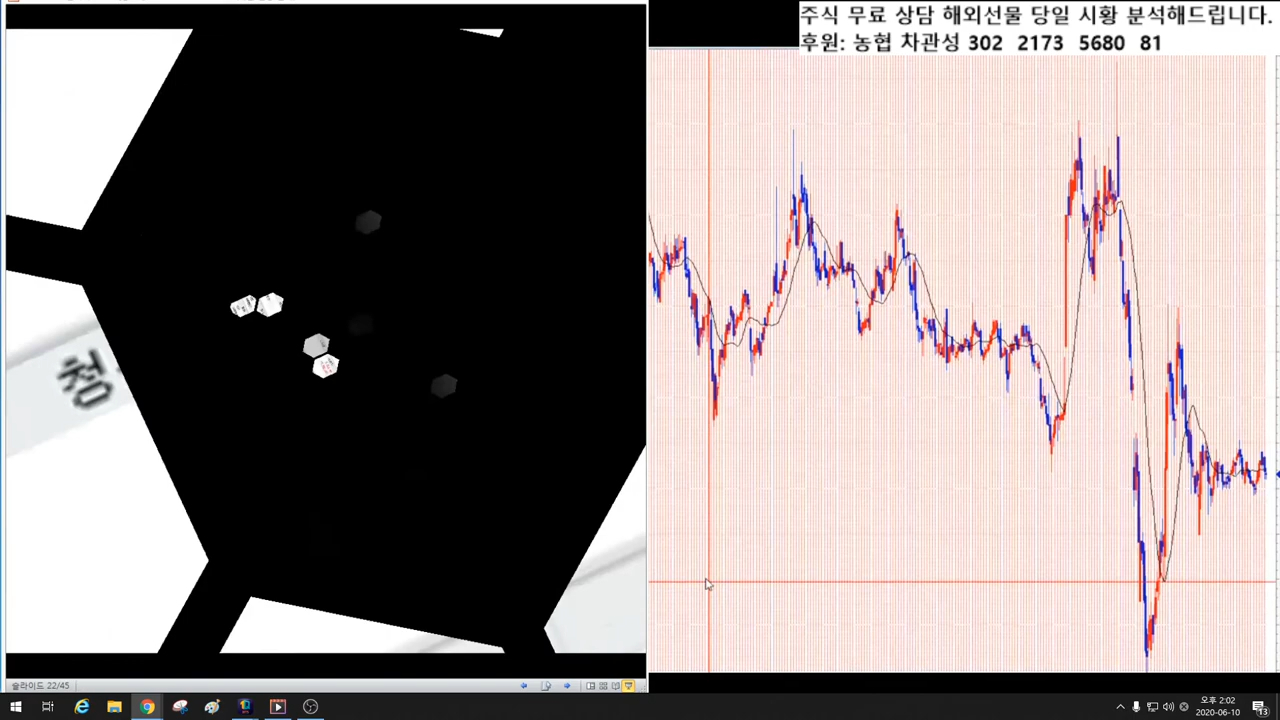 주식 무료 상담 해외선물 당일 시황 분석해드립니다.
후원: 농협 차관성 302 2173 5680 81
청
슬라이드 22/45
오후 2:02
2020-06-10
13